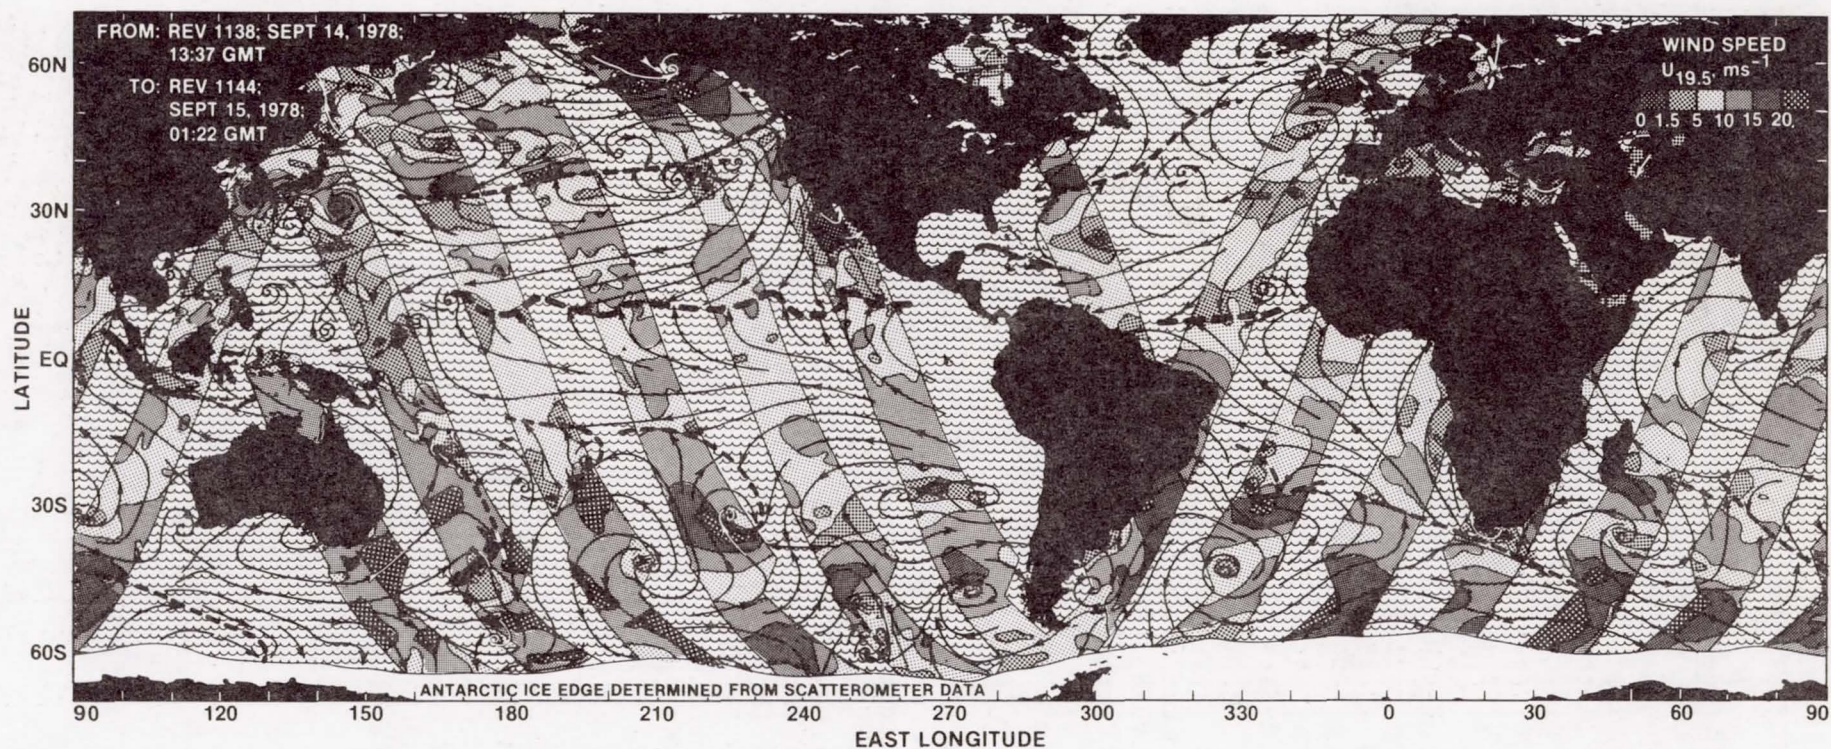 FROM: REV 1138; SEPT 14, 1978;
13:37 GMT
TO: REV 1144;
SEPT 15, 1978;
01:22 GMT
WIND SPEED
U19.5, ms-1
0 1.5 5 10 15 20
60N
30N
EQ
30S
60S
LATITUDE
ANTARCTIC ICE EDGE DETERMINED FROM SCATTEROMETER DATA
90 120 150 180 210 240 270 300 330 0 30 60 90
EAST LONGITUDE